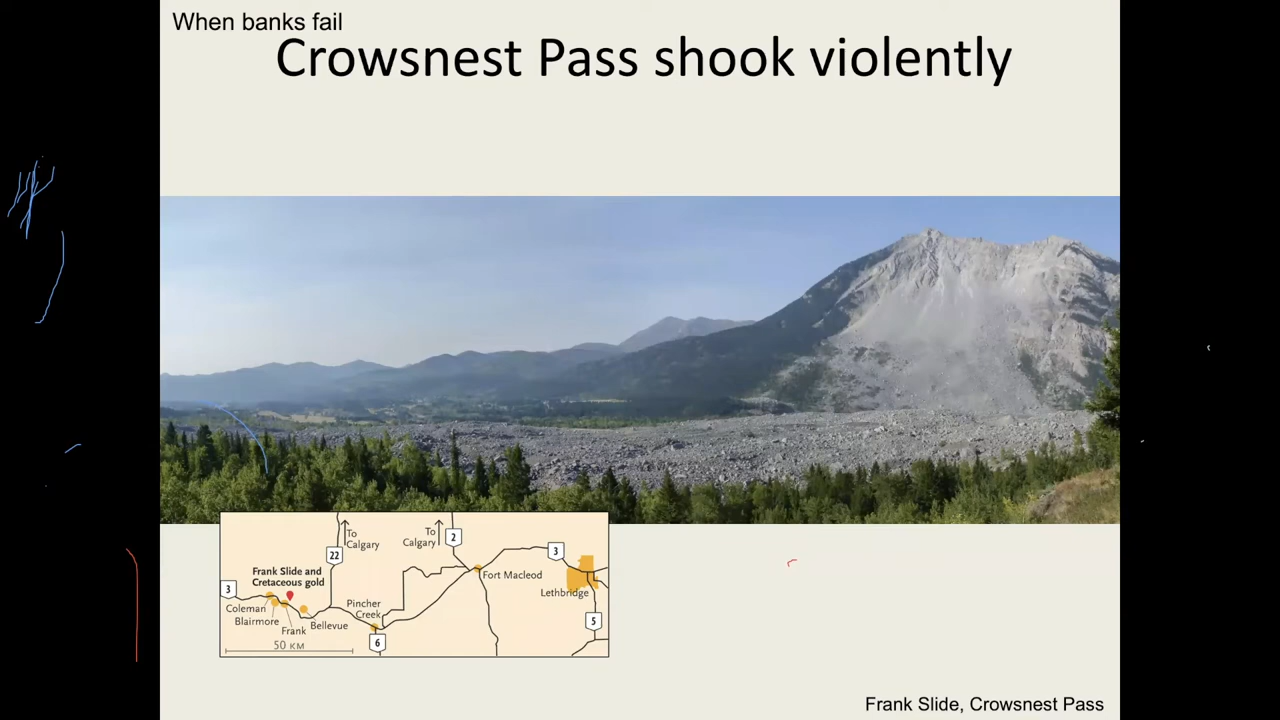 When banks fail
Crowsnest Pass shook violently
To
Calgary
To
Calgary
2
3
22
Frank Slide and
Cretaceous gold
Fort Macleod
3
Lethbridge
Coleman
Pincher
Creek
Blairmore
Bellevue
5
Frank
6
50 KM
Frank Slide, Crowsnest Pass